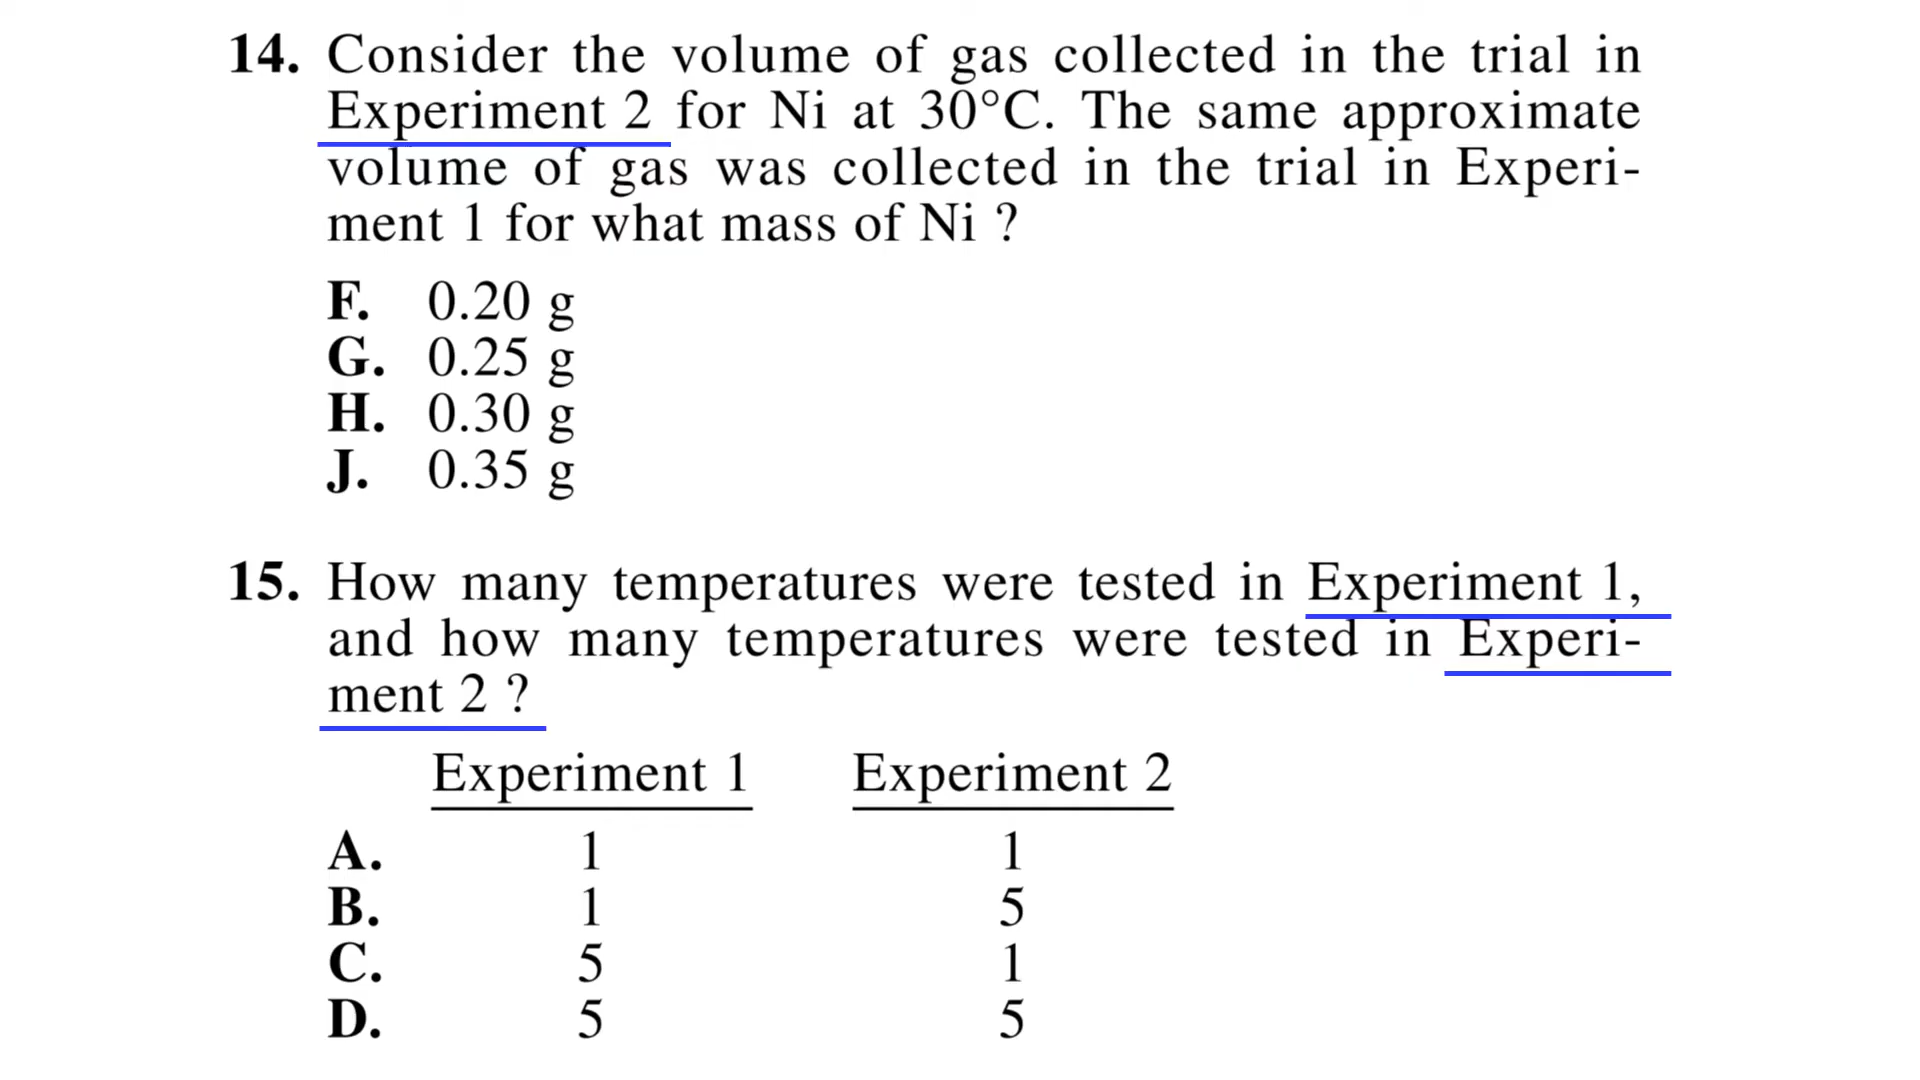 14. Consider the volume of gas collected in the trial in
Experiment 2 for Ni at 30°C. The same approximate
volume of gas was collected in the trial in Experi-
ment 1 for what mass of Ni ?
F. 0.20 g
G. 0.25 g
H. 0.30 g
J. 0.35 g
15. How many temperatures were tested in Experiment 1,
and how many temperatures were tested in Experi-
ment 2 ?
Experiment 1 Experiment 2
A. 1 1
B. 1 5
C. 5 1
D. 5 5